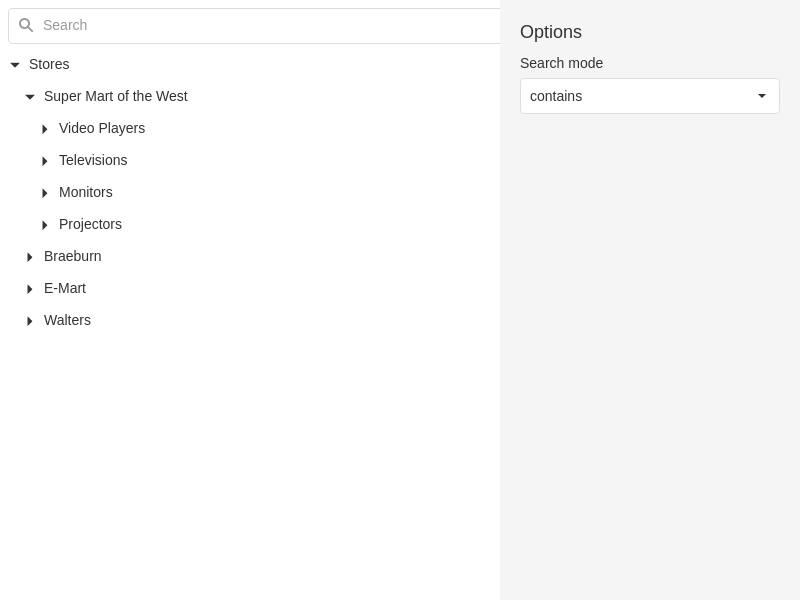 Search
Stores
Super Mart of the West
Video Players
Televisions
Monitors
Projectors
Braeburn
E-Mart
Walters
Options
Search mode
contains